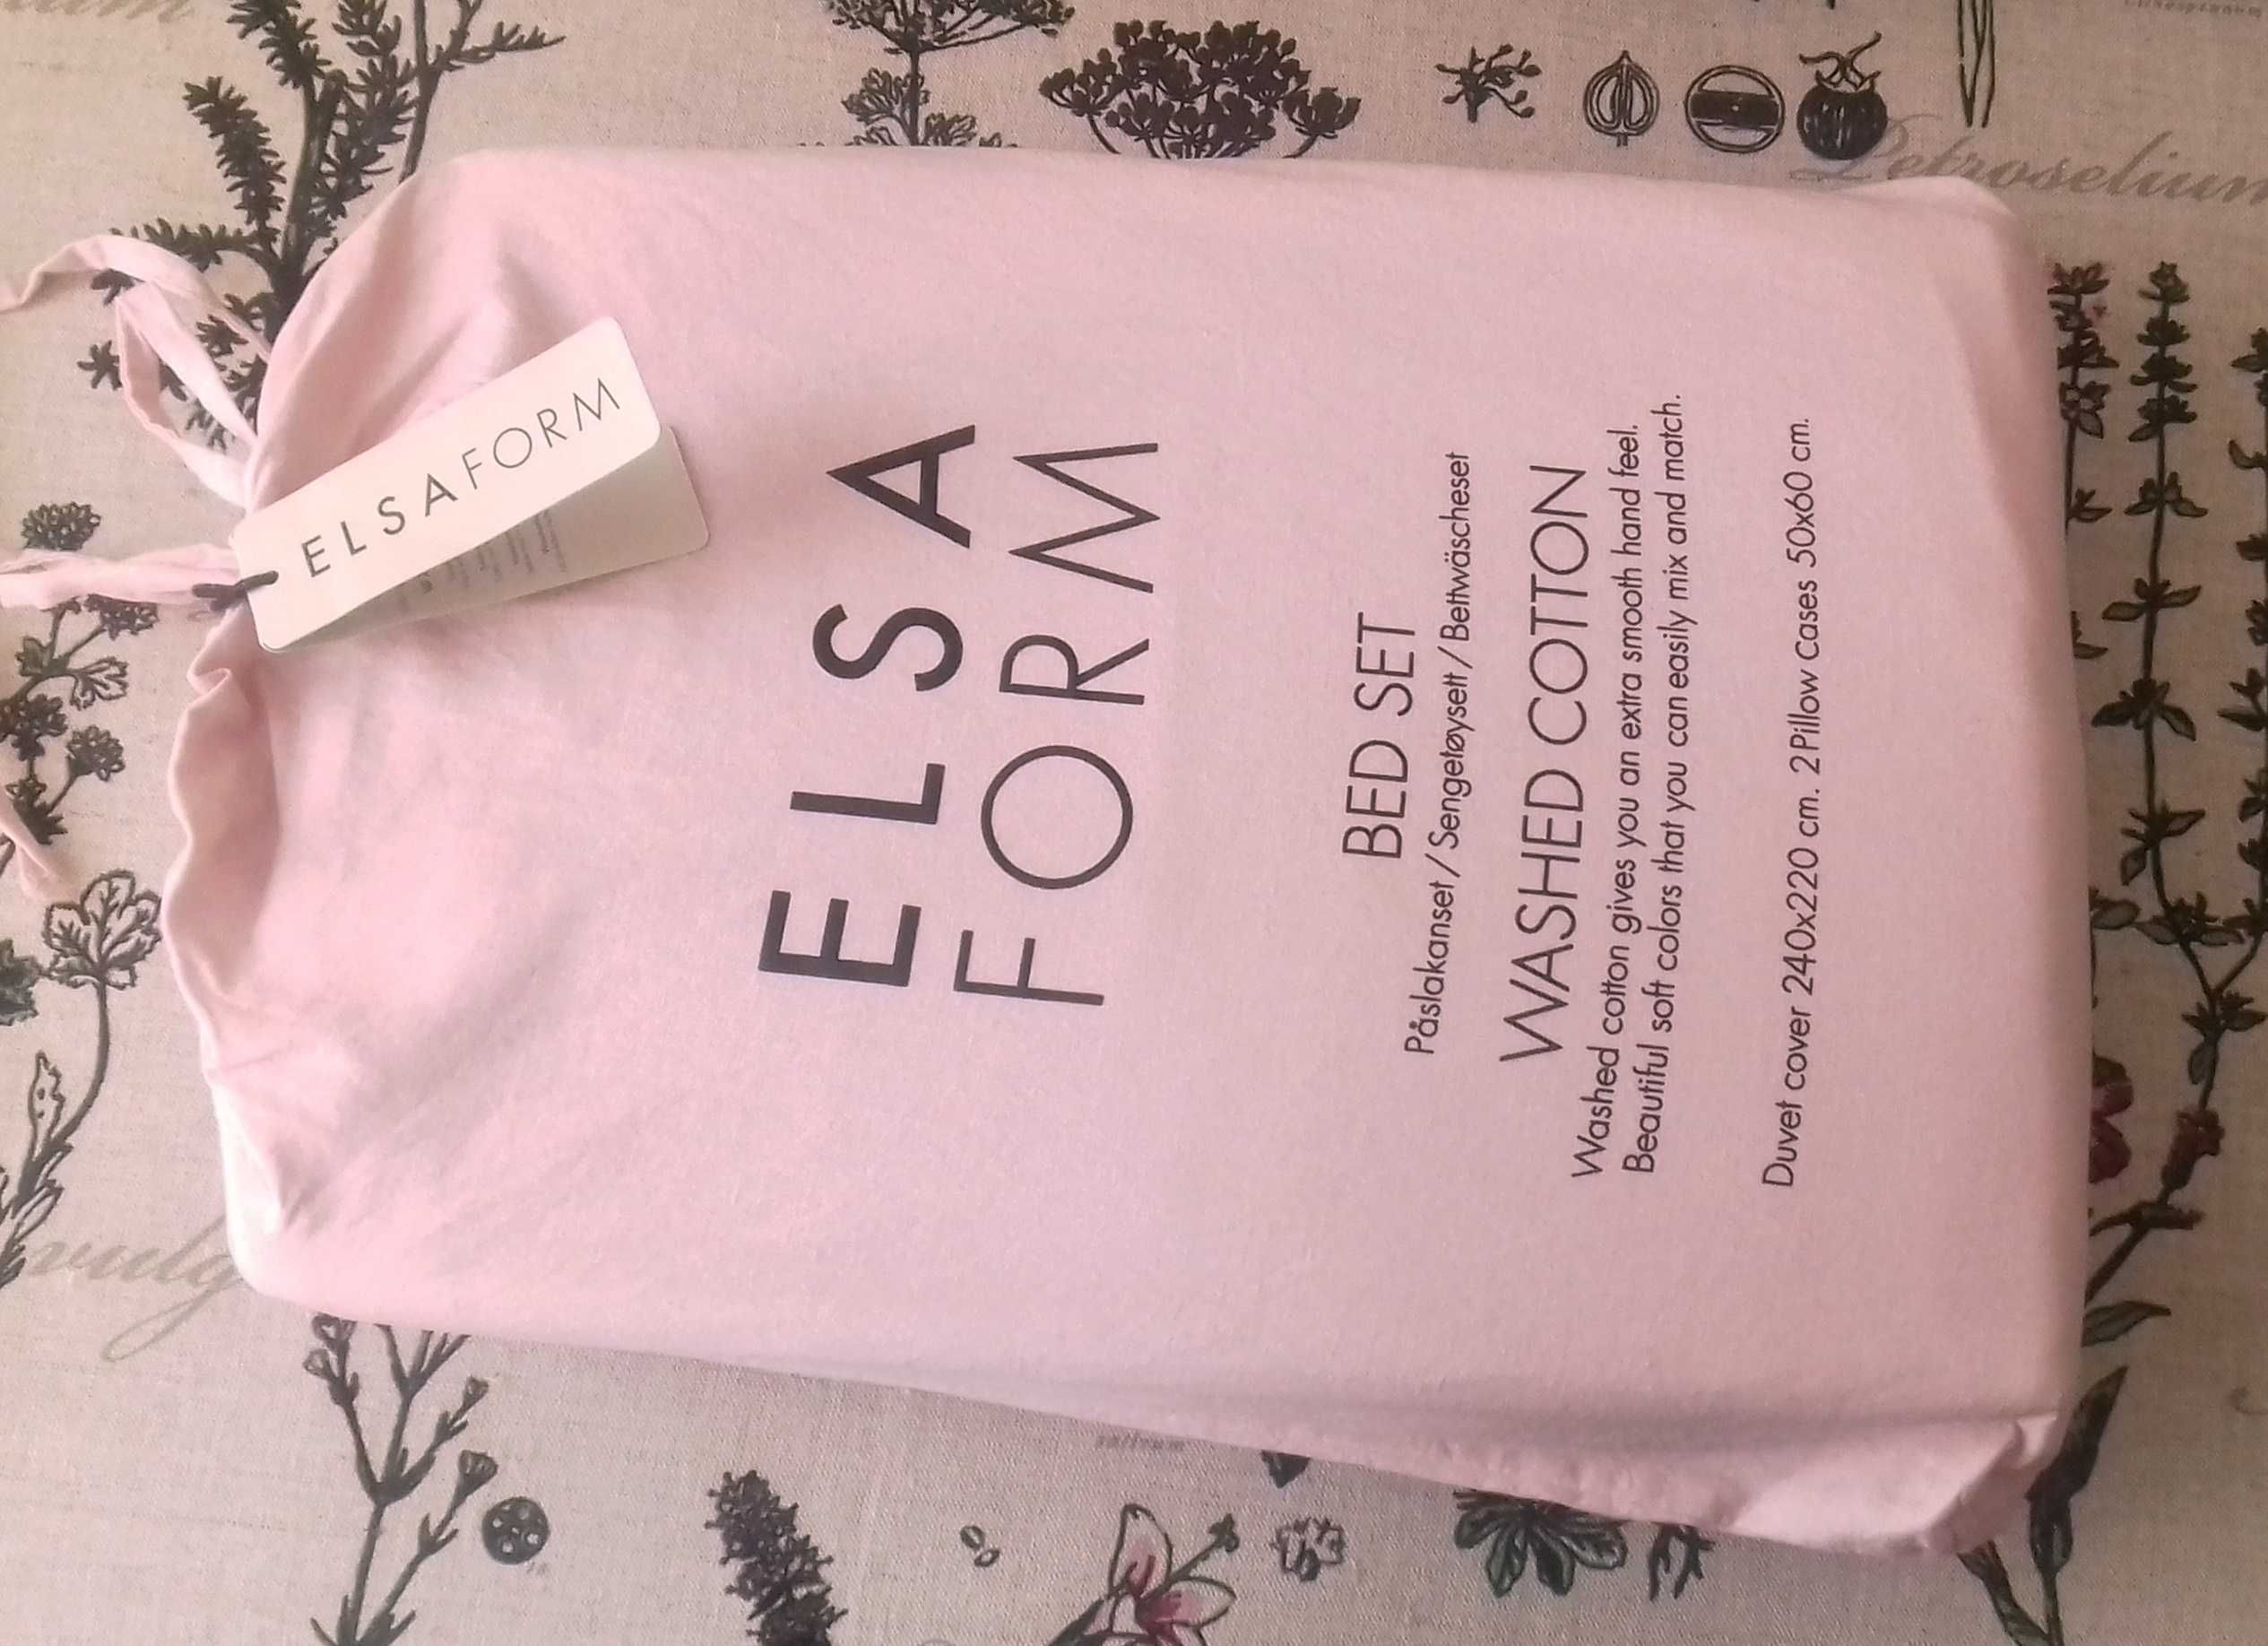 ELSAFORM
ELSA
FORM
BED SET
Påslakanset / Sengetøysett / Bettwäscheset
WASHED COTTON
Washed cotton gives you an extra smooth hand feel.
Beautiful soft colors that you can easily mix and match.
Duvet cover 240x220 cm. 2 Pillow cases 50x60 cm.
Petroselium
vulg